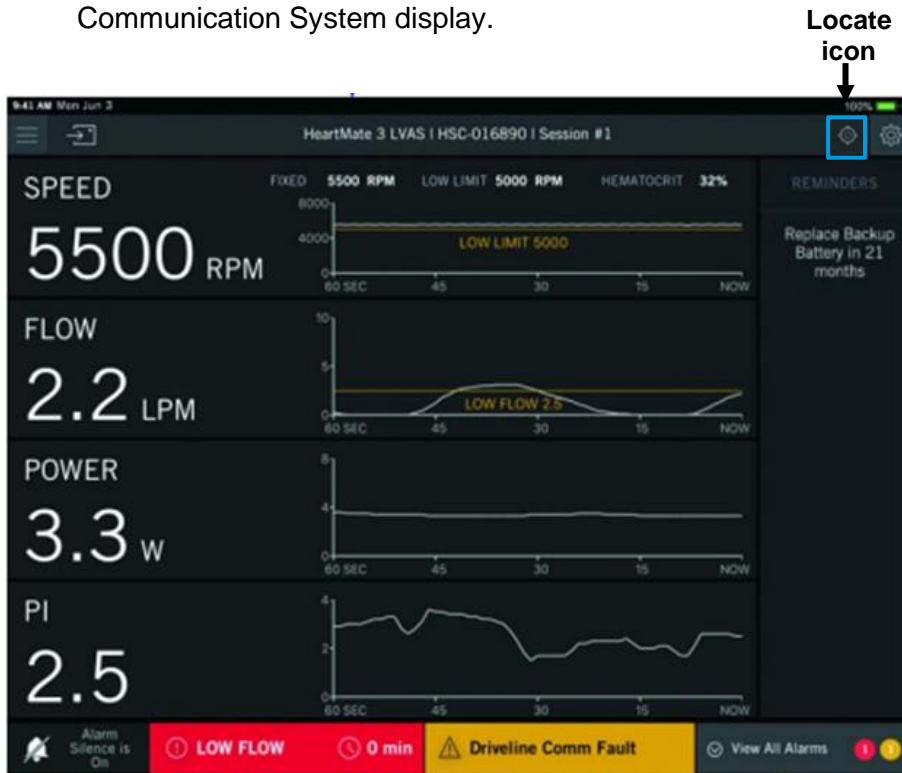 Communication System display.
Locate
icon
9:41 AM Mon Jun 3
100%
HeartMate 3 LVAS I HSC-016890 I Session #1
SPEED
5500 RPM
FIXED 5500 RPM LOW LIMIT 5000 RPM HEMATOCRIT 32%
8000
4000
0
LOW LIMIT 5000
60 SEC 45 30 15 NOW
REMINDERS
Replace Backup
Battery in 21
months
FLOW
2.2 LPM
10
5
0
LOW FLOW 2.5
60 SEC 45 30 15 NOW
POWER
3.3 W
8
4
0
60 SEC 45 30 15 NOW
PI
2.5
4
2
0
60 SEC 45 30 15 NOW
Alarm
Silence is
On
LOW FLOW 0 min
Driveline Comm Fault
View All Alarms 1 1